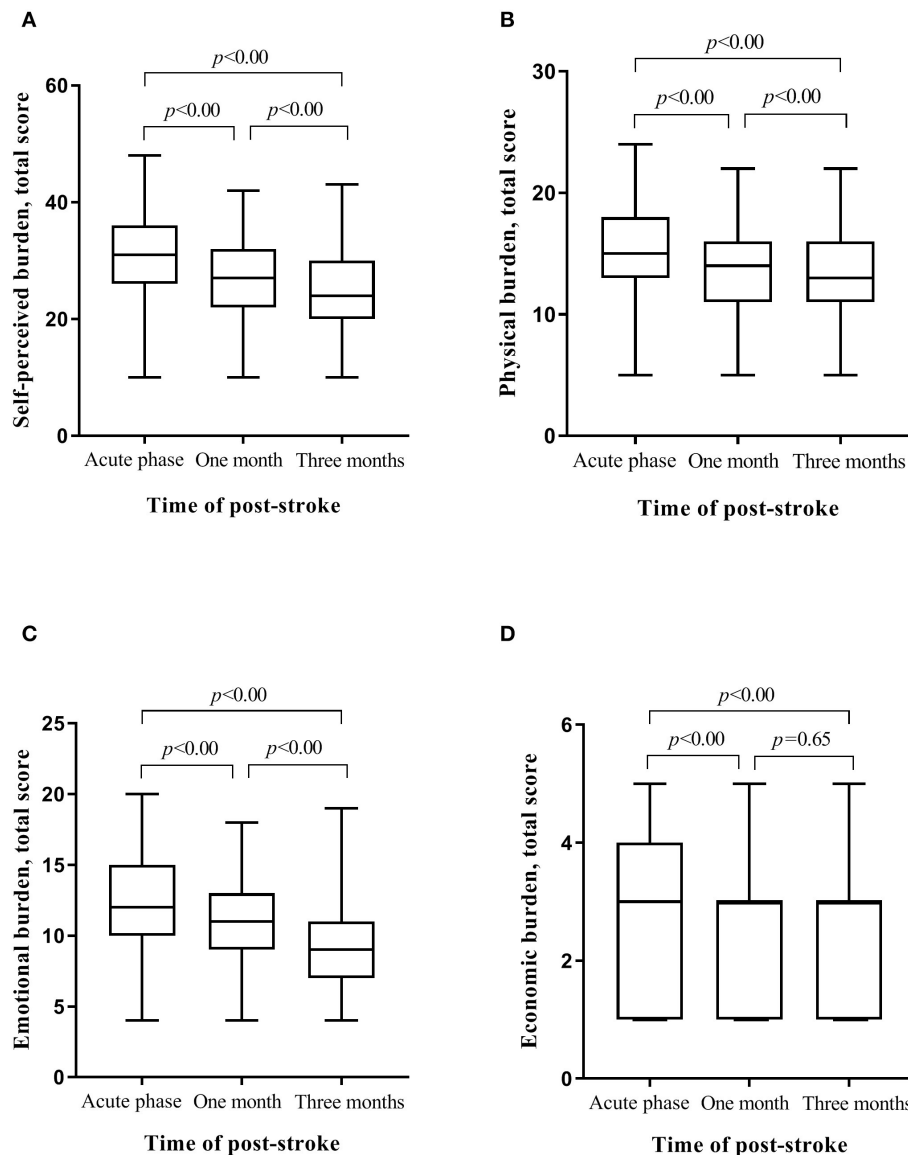 A
Self-perceived burden, total score
p<0.00
p<0.00
p<0.00
60
40
20
0
Acute phase
One month
Three months
Time of post-stroke
B
Physical burden, total score
p<0.00
p<0.00
p<0.00
30
20
10
0
Acute phase
One month
Three months
Time of post-stroke
C
Emotional burden, total score
p<0.00
p<0.00
p<0.00
25
20
15
10
5
0
Acute phase
One month
Three months
Time of post-stroke
D
Economic burden, total score
p<0.00
p<0.00
p=0.65
6
4
2
0
Acute phase
One month
Three months
Time of post-stroke